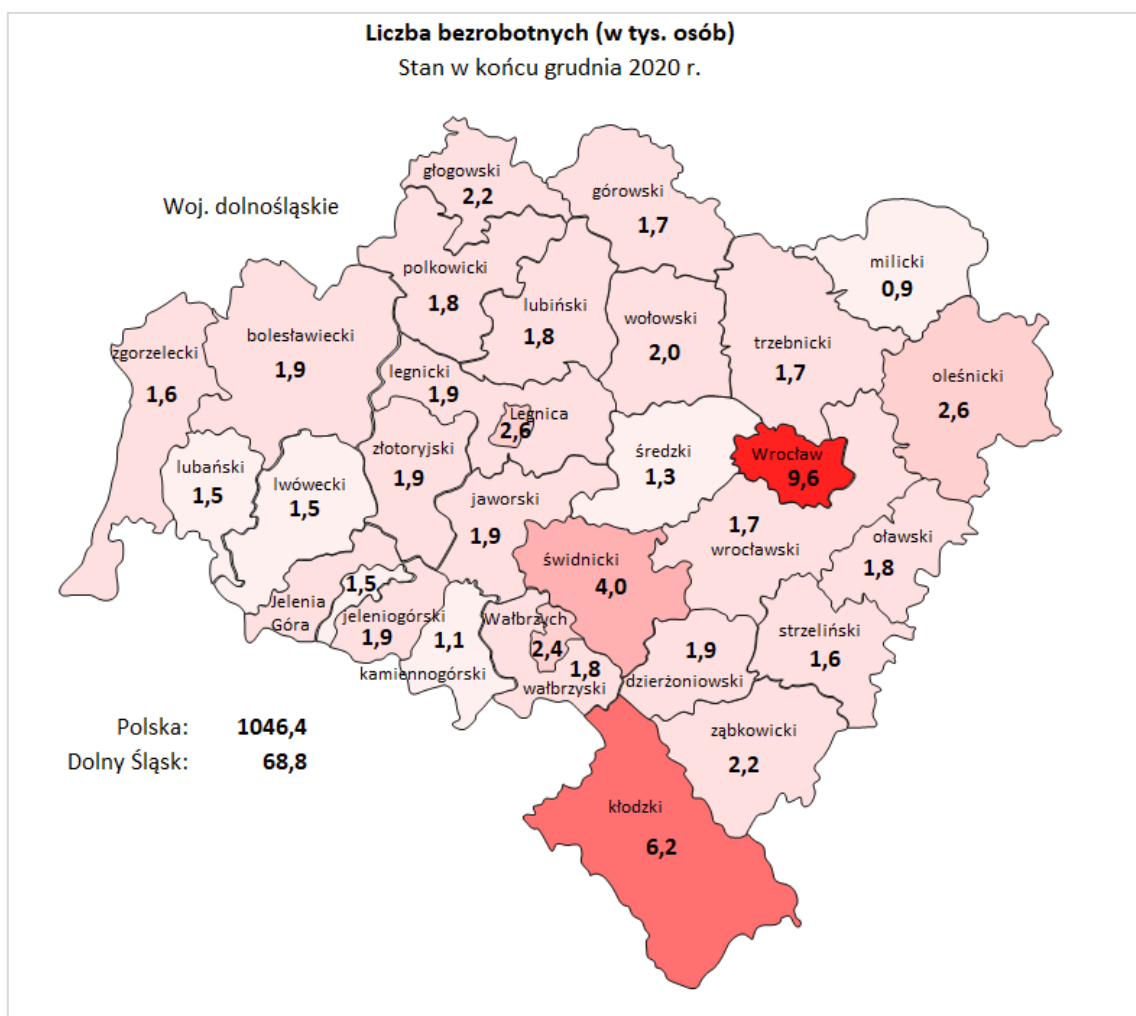 Liczba bezrobotnych (w tys. osób)
Stan w końcu grudnia 2020 r.
Woj. dolnośląskie
głogowski
2,2
górowski
1,7
milicki
0,9
polkowicki
1,8
lubiński
1,8
wołowski
2,0
trzebnicki
1,7
oleśnicki
2,6
zgorzelecki
1,6
bolesławiecki
1,9
legnicki
1,9
Legnica
2,6
złotoryjski
1,9
średzki
1,3
Wrocław
9,6
lubański
1,5
lwówecki
1,5
jaworski
1,9
1,7
wrocławski
oławski
1,8
świdnicki
4,0
1,5
Jelenia
Góra
jeleniogórski
1,9
1,1
kamiennogórski
Wałbrzych
2,4
1,8
wałbrzyski
1,9
dzierżoniowski
strzeliński
1,6
ząbkowicki
2,2
kłodzki
6,2
Polska: 1046,4
Dolny Śląsk: 68,8